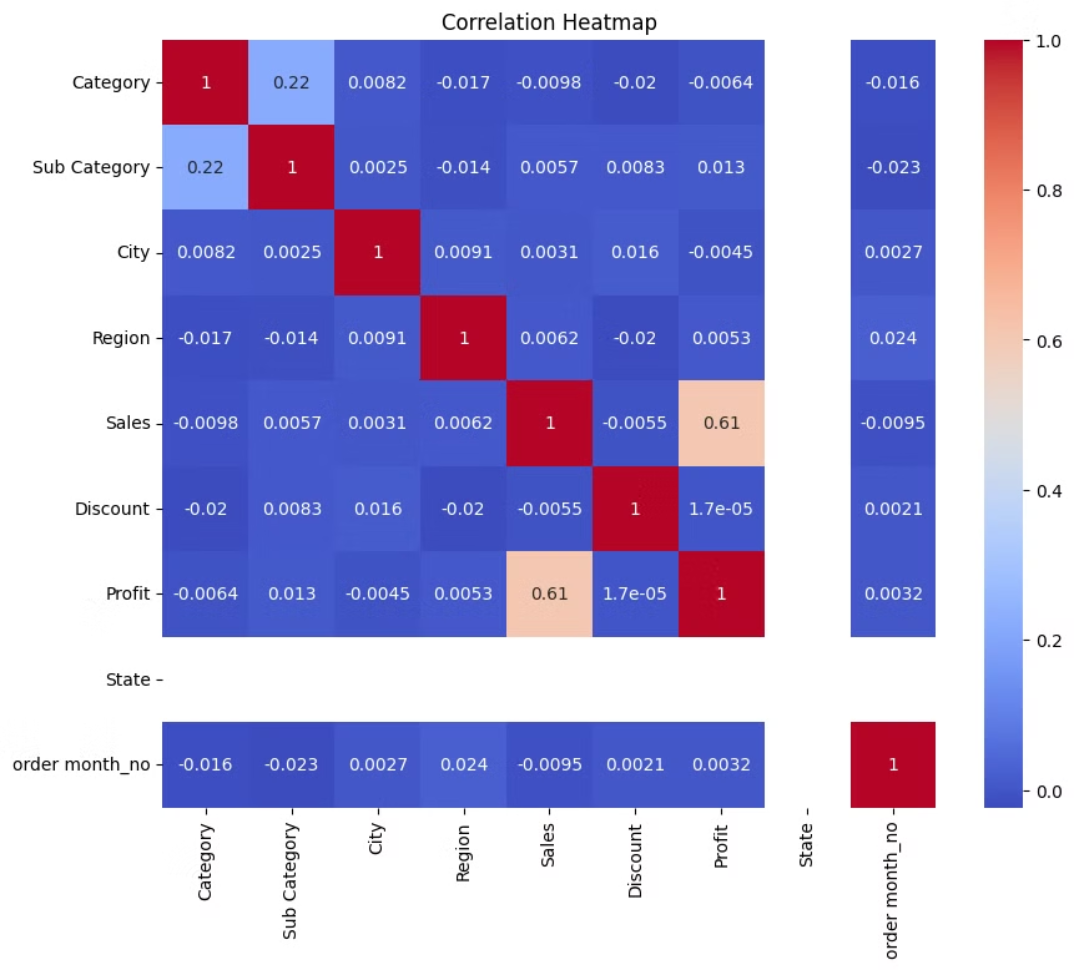 Correlation Heatmap
Category 1 0.22 0.0082 -0.017 -0.0098 -0.02 -0.0064 -0.016
Sub Category 0.22 1 0.0025 -0.014 0.0057 0.0083 0.013 -0.023
City 0.0082 0.0025 1 0.0091 0.0031 0.016 -0.0045 0.0027
Region -0.017 -0.014 0.0091 1 0.0062 -0.02 0.0053 0.024
Sales -0.0098 0.0057 0.0031 0.0062 1 -0.0055 0.61 -0.0095
Discount -0.02 0.0083 0.016 -0.02 -0.0055 1 1.7e-05 0.0021
Profit -0.0064 0.013 -0.0045 0.0053 0.61 1.7e-05 1 0.0032
State
order month_no -0.016 -0.023 0.0027 0.024 -0.0095 0.0021 0.0032 1
Category Sub Category City Region Sales Discount Profit State order month_no
1.0
0.8
0.6
0.4
0.2
0.0